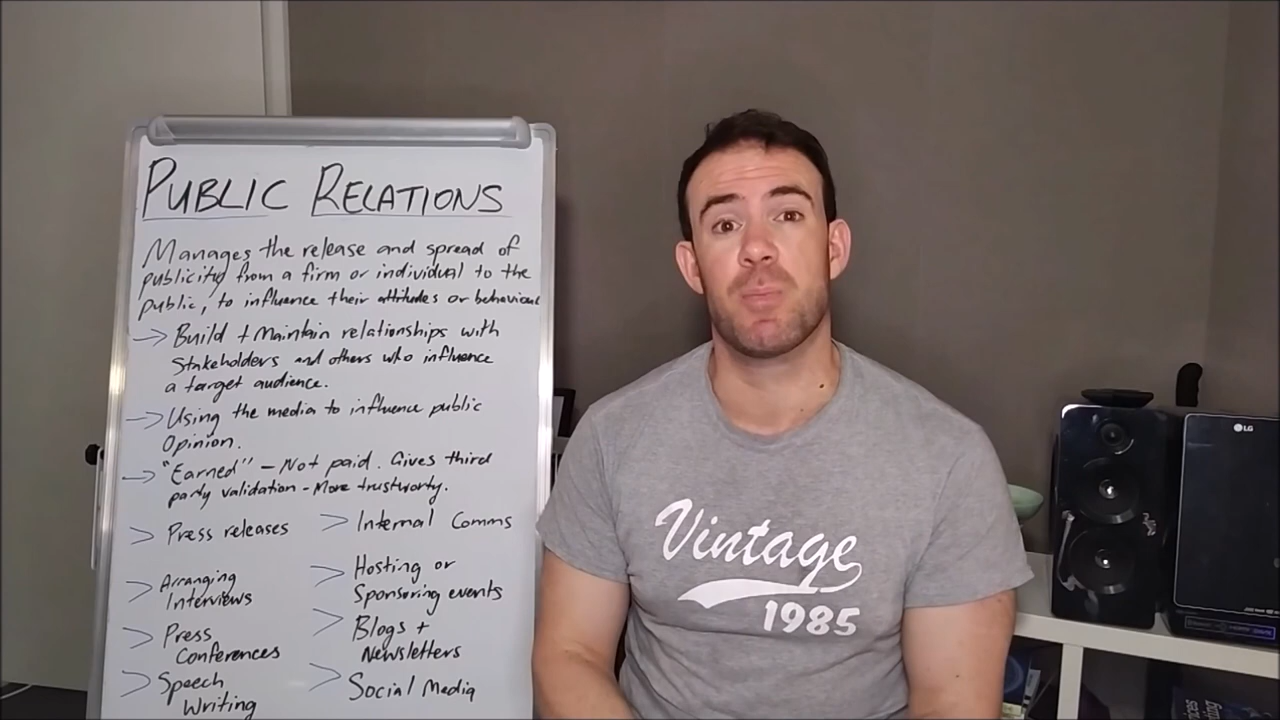 PUBLIC RELATIONS
Manages the release and spread of
publicity from a firm or individual to the
public, to influence their attitudes or behaviour
→ Build + Maintain relationships with
Stakeholders and others who influence
a target audience.
→ Using the media to influence public
Opinion.
→ "Earned" - Not paid. Gives third
party validation - More trustworty.
> Press releases
> Arranging
Interviews
> Press
Conferences
> Speech
Writing
> Internal Comms
> Hosting or
Sponsoring events
> Blogs +
Newsletters
> Social Media
Vintage
1985
LG